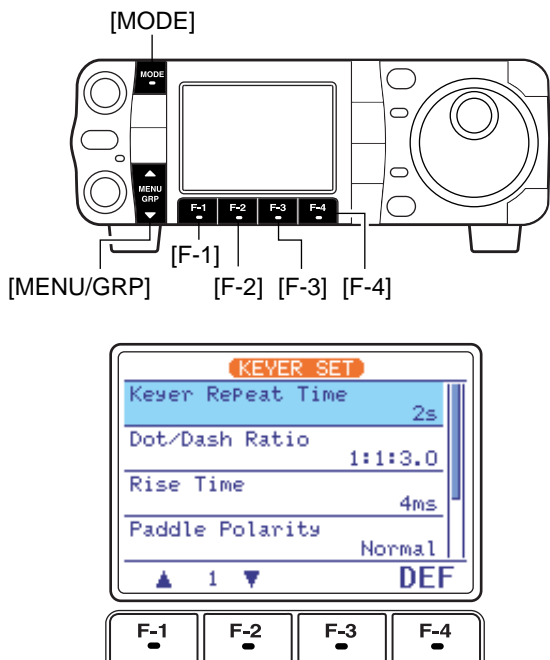 [MODE]
MODE
MENU
GRP
F-1 F-2 F-3 F-4
[F-1]
[MENU/GRP] [F-2] [F-3] [F-4]
KEYER SET
Keyer Repeat Time
2s
Dot/Dash Ratio
1:1:3.0
Rise Time
4ms
Paddle Polarity
Normal
▲ 1 ▼ DEF
F-1 F-2 F-3 F-4